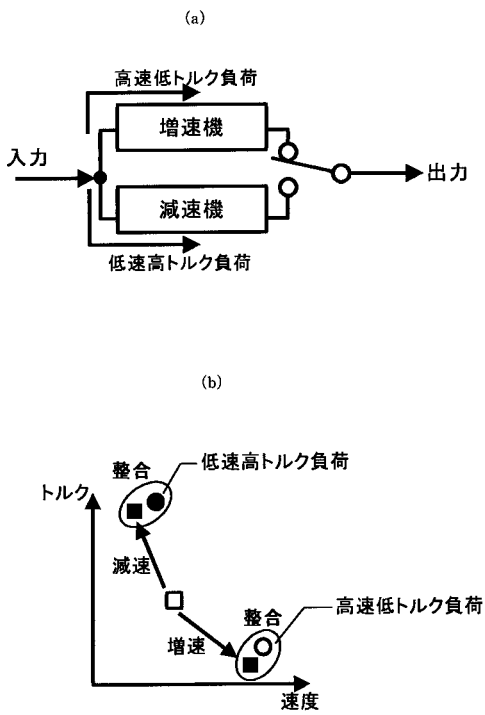 (a)
高速低トルク負荷
増速機
入力
出力
減速機
低速高トルク負荷
(b)
整合
低速高トルク負荷
トルク
減速
整合
高速低トルク負荷
増速
速度